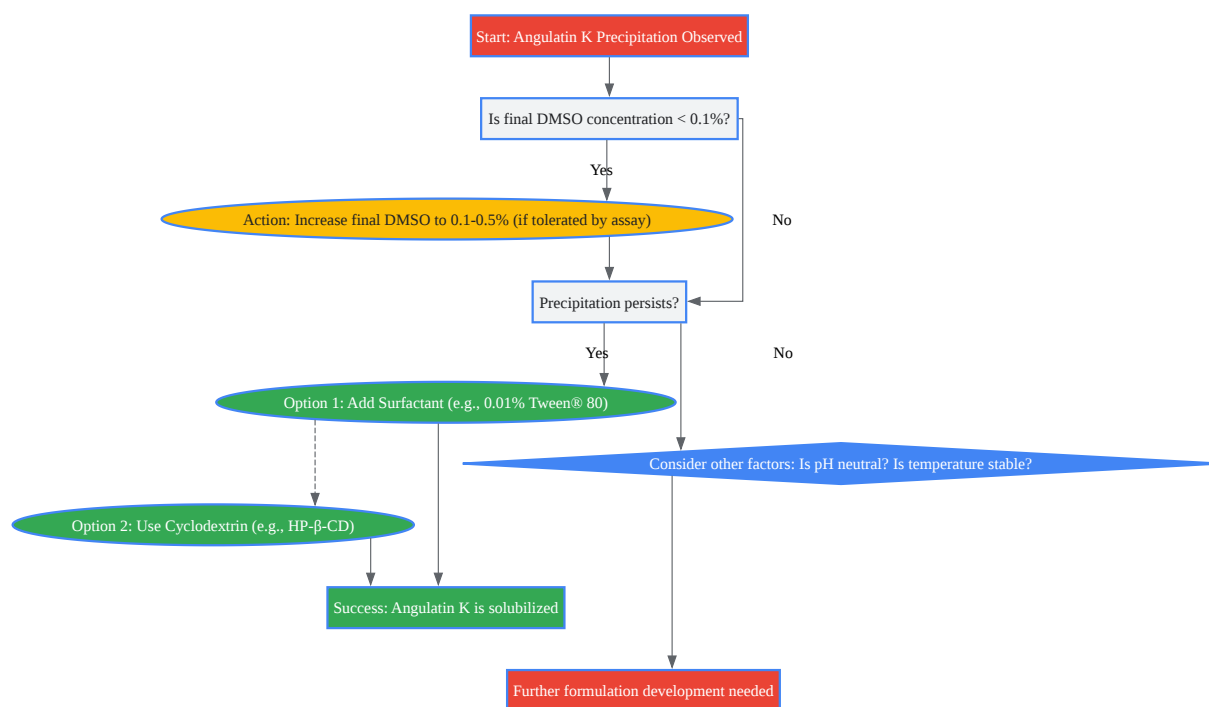 Start: Angulatin K Precipitation Observed
Is final DMSO concentration < 0.1%?
Yes
Action: Increase final DMSO to 0.1-0.5% (if tolerated by assay)
No
Precipitation persists?
Yes
No
Option 1: Add Surfactant (e.g., 0.01% Tween® 80)
Consider other factors: Is pH neutral? Is temperature stable?
Option 2: Use Cyclodextrin (e.g., HP-β-CD)
Success: Angulatin K is solubilized
Further formulation development needed